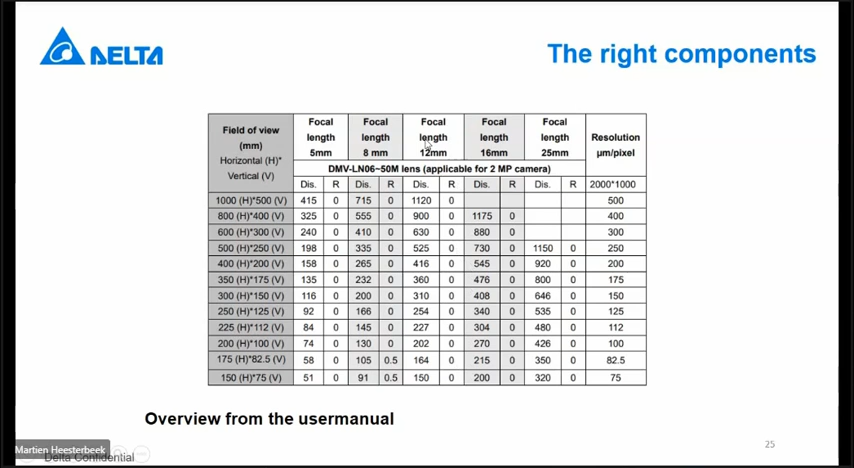 DELTA
The right components
Field of view (mm) Horizontal (H)* Vertical (V) Focal length 5mm Focal length 8 mm Focal length 12mm Focal length 16mm Focal length 25mm Resolution µm/pixel
DMV-LN06~50M lens (applicable for 2 MP camera)
Dis. R Dis. R Dis. R Dis. R Dis. R 2000*1000
1000 (H)*500 (V) 415 0 715 0 1120 0 500
800 (H)*400 (V) 325 0 555 0 900 0 1175 0 400
600 (H)*300 (V) 240 0 410 0 630 0 880 0 300
500 (H)*250 (V) 198 0 335 0 525 0 730 0 1150 0 250
400 (H)*200 (V) 158 0 265 0 416 0 545 0 920 0 200
350 (H)*175 (V) 135 0 232 0 360 0 476 0 800 0 175
300 (H)*150 (V) 116 0 200 0 310 0 408 0 646 0 150
250 (H)*125 (V) 92 0 166 0 254 0 340 0 535 0 125
225 (H)*112 (V) 84 0 145 0 227 0 304 0 480 0 112
200 (H)*100 (V) 74 0 130 0 202 0 270 0 426 0 100
175 (H)*82.5 (V) 58 0 105 0.5 164 0 215 0 350 0 82.5
150 (H)*75 (V) 51 0 91 0.5 150 0 200 0 320 0 75
Overview from the usermanual
25
Martien Heesterbeek
Delta Confidential